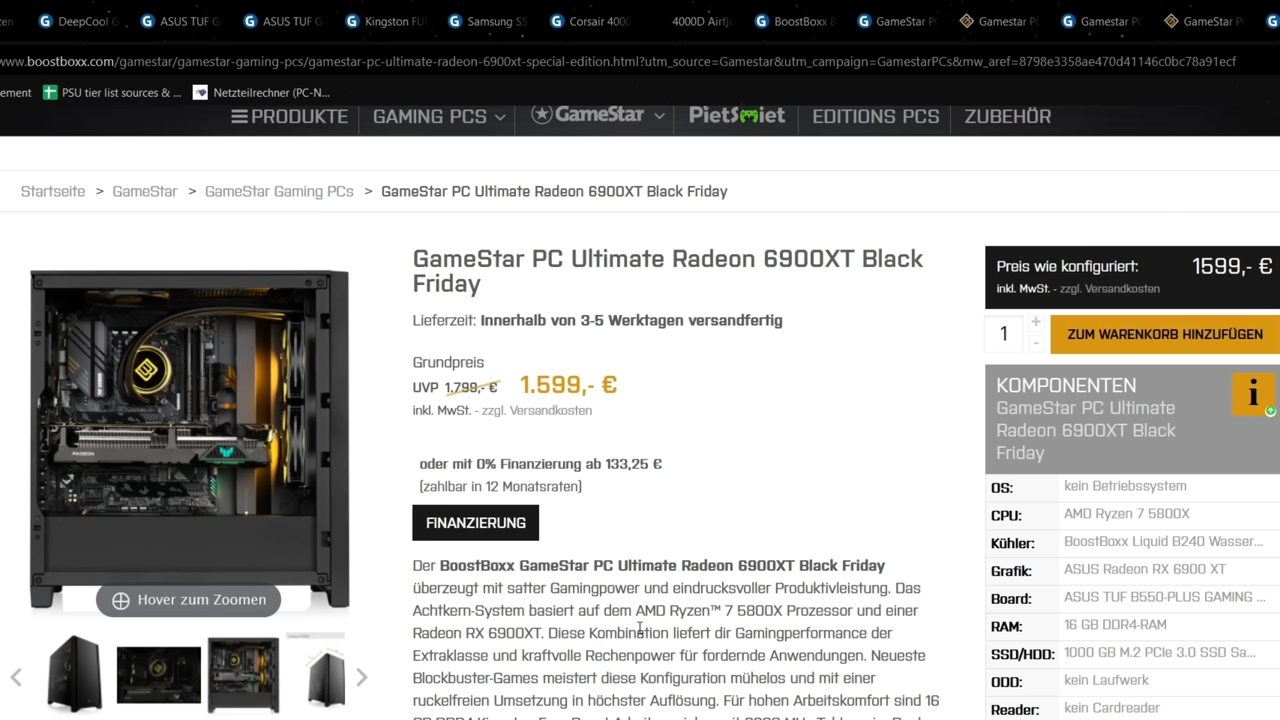 DeepCool G
ASUS TUF G
ASUS TUF G
Kingston FU
Samsung SS
Corsair 4000
4000D Airfl
BoostBoxx &
GameStar PC
Gamestar PC
Gamestar PC
GameStar PC
www.boostboxx.com/gamestar/gamestar-gaming-pcs/gamestar-pc-ultimate-radeon-6900xt-special-edition.html?utm_source=Gamestar&utm_campaign=GamestarPCs&mw_aref=8798e3358ae470d41146c0bc78a91ecf
ement
PSU tier list sources & ...
Netzteilrechner (PC-N...
PRODUKTE
GAMING PCS
GameStar
PietSmiet
EDITIONS PCS
ZUBEHÖR
Startseite > GameStar > GameStar Gaming PCs > GameStar PC Ultimate Radeon 6900XT Black Friday
GameStar PC Ultimate Radeon 6900XT Black
Friday
Lieferzeit: Innerhalb von 3-5 Werktagen versandfertig
Grundpreis
UVP 1.799,- € 1.599,- €
inkl. MwSt. - zzgl. Versandkosten
oder mit 0% Finanzierung ab 133,25 €
(zahlbar in 12 Monatsraten)
FINANZIERUNG
Der BoostBoxx GameStar PC Ultimate Radeon 6900XT Black Friday
überzeugt mit satter Gamingpower und eindrucksvoller Produktivleistung. Das
Achtkern-System basiert auf dem AMD Ryzen™ 7 5800X Prozessor und einer
Radeon RX 6900XT. Diese Kombination liefert dir Gamingperformance der
Extraklasse und kraftvolle Rechenpower für fordernde Anwendungen. Neueste
Blockbuster-Games meistert diese Konfiguration mühelos und mit einer
ruckelfreien Umsetzung in höchster Auflösung. Für hohen Arbeitskomfort sind 16
RADEON
Hover zum Zoomen
Preis wie konfiguriert: 1599,- €
inkl. MwSt. - zzgl. Versandkosten
1
+
-
ZUM WARENKORB HINZUFÜGEN
KOMPONENTEN
i
GameStar PC Ultimate
Radeon 6900XT Black
Friday
OS: kein Betriebssystem
CPU: AMD Ryzen 7 5800X
Kühler: BoostBoxx Liquid B240 Wasser...
Grafik: ASUS Radeon RX 6900 XT
Board: ASUS TUF B550-PLUS GAMING ...
RAM: 16 GB DDR4-RAM
SSD/HDD: 1000 GB M.2 PCIe 3.0 SSD Sa...
ODD: kein Laufwerk
Reader: kein Cardreader